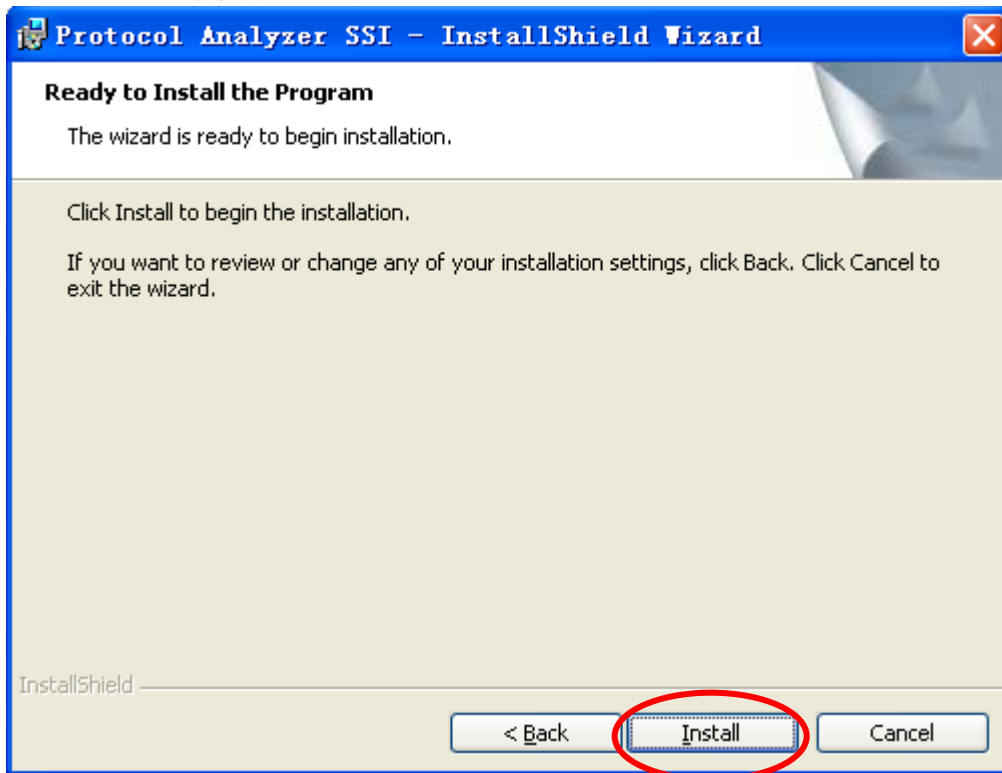 Protocol Analyzer SSI - InstallShield Wizard
Ready to Install the Program
The wizard is ready to begin installation.
Click Install to begin the installation.
If you want to review or change any of your installation settings, click Back. Click Cancel to
exit the wizard.
InstallShield
< Back Install Cancel